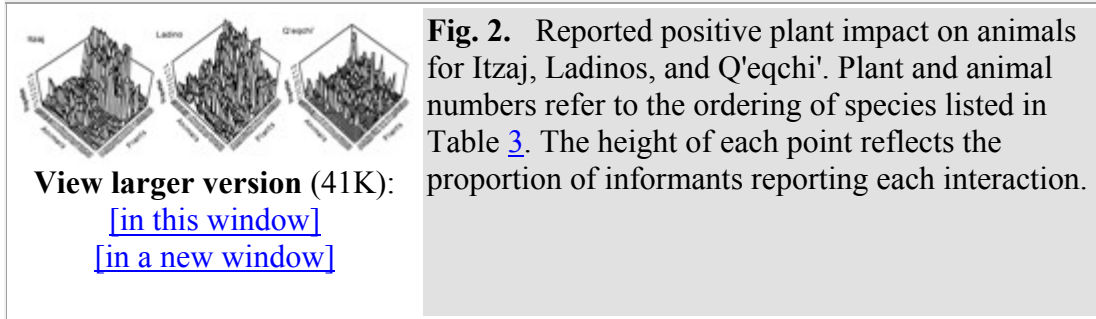 Itzaj
Ladino
Q'eqchi'
Fig. 2. Reported positive plant impact on animals
for Itzaj, Ladinos, and Q'eqchi'. Plant and animal
numbers refer to the ordering of species listed in
Table 3. The height of each point reflects the
proportion of informants reporting each interaction.
View larger version (41K):
[in this window]
[in a new window]